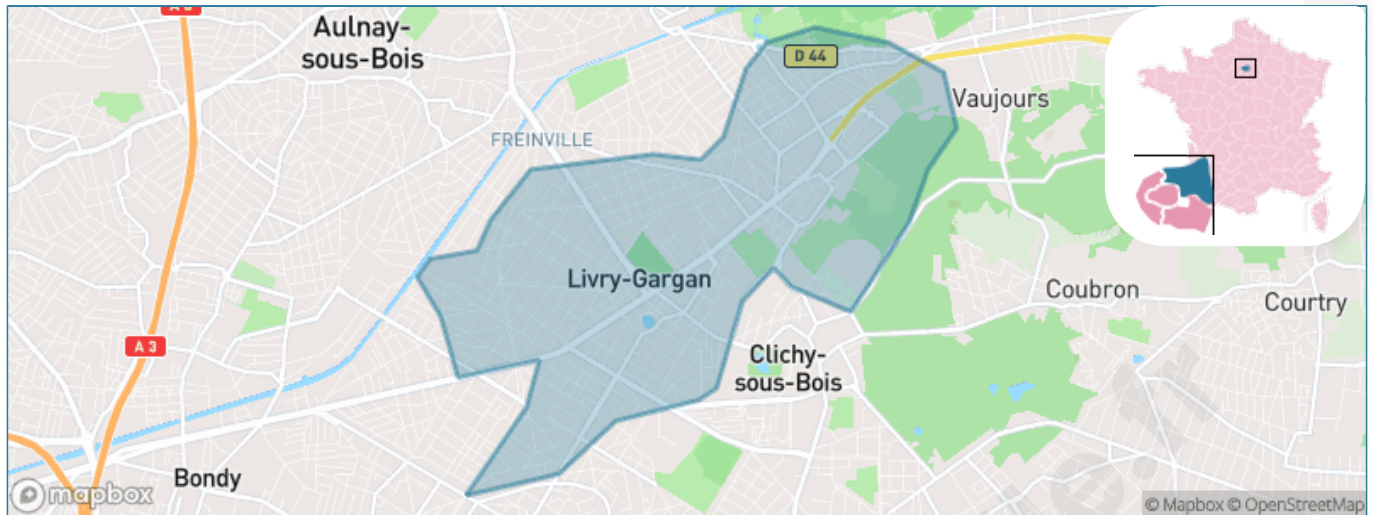 A 3
Aulnay-
sous-Bois
D 44
Vaujours
FREINVILLE
Livry-Gargan
Coubron
Courtry
A 3
Clichy-
sous-Bois
Bondy
mapbox
© Mapbox © OpenStreetMap